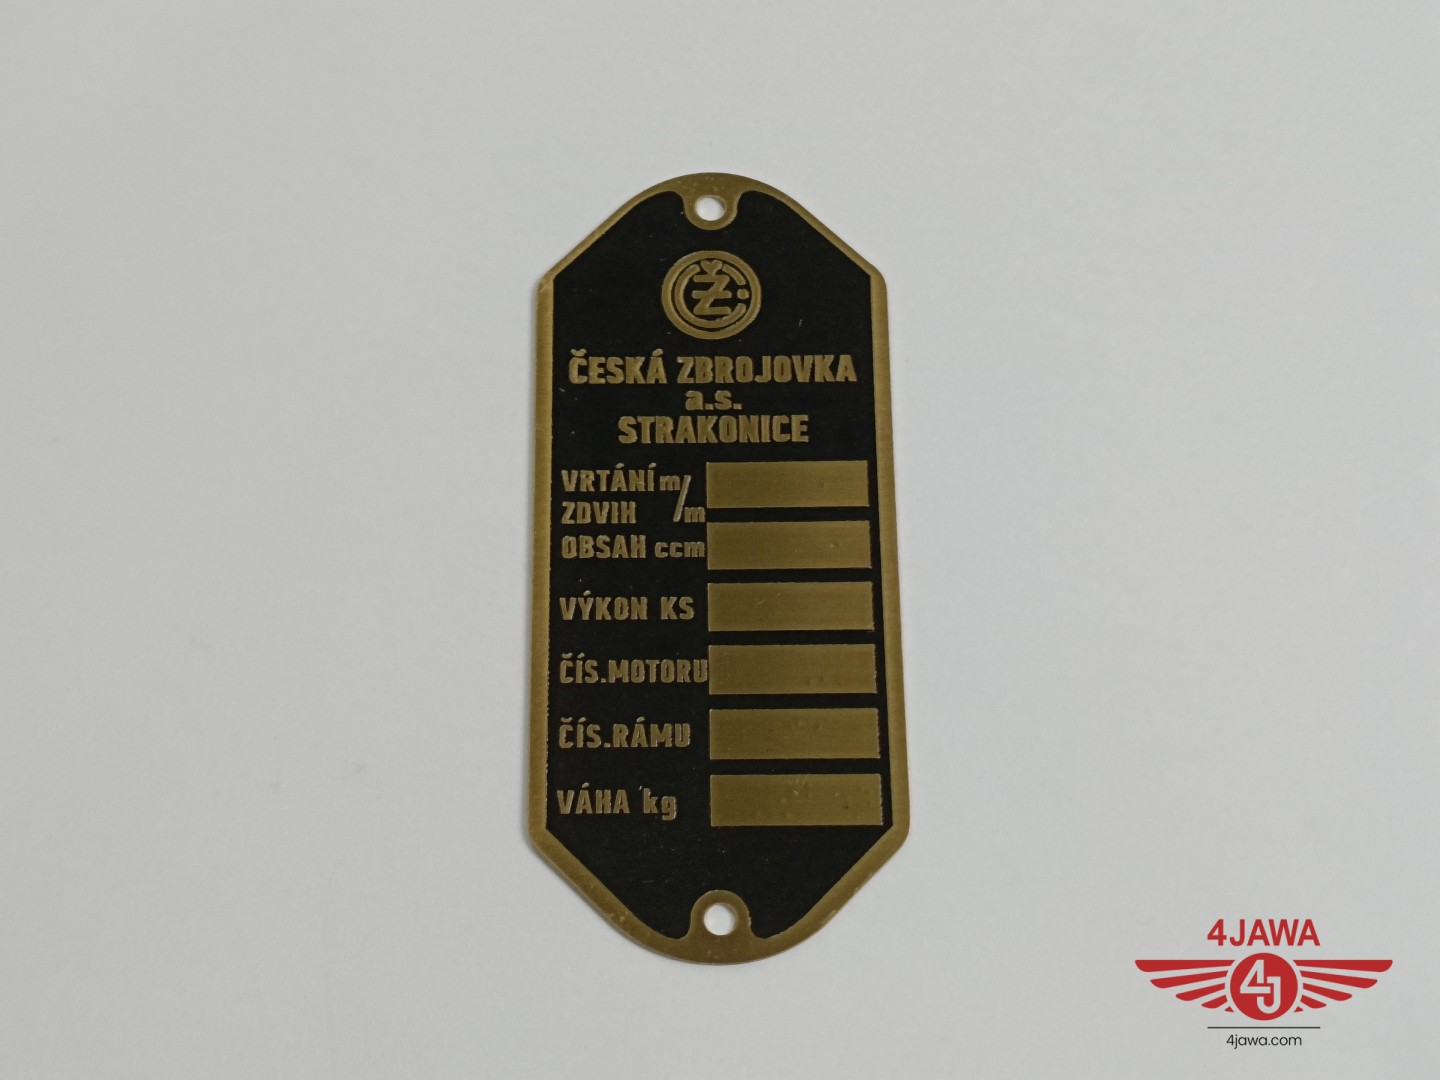 ČZ
ČESKÁ ZBROJOVKA
a.s.
STRAKONICE
VRTÁNÍ m/m
ZDVIH
OBSAH ccm
VÝKON KS
ČÍS.MOTORU
ČÍS.RÁMU
VÁHA kg
4JAWA
4J
4jawa.com